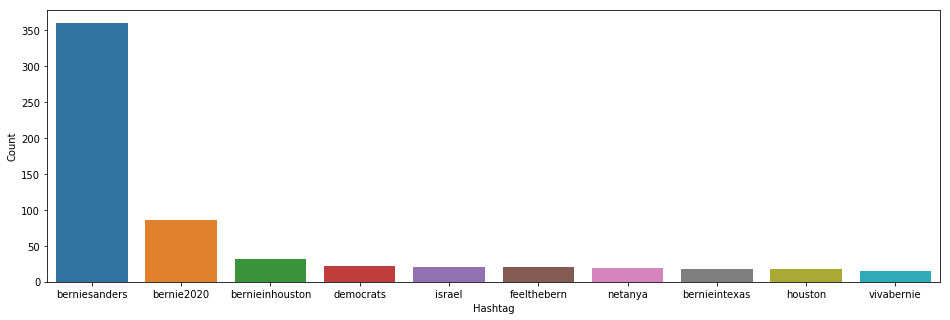 350
300
250
200
150
100
50
0
Count
berniesanders bernie2020 bernieinhouston democrats israel feelthebern netanya bernieintexas houston vivabernie
Hashtag